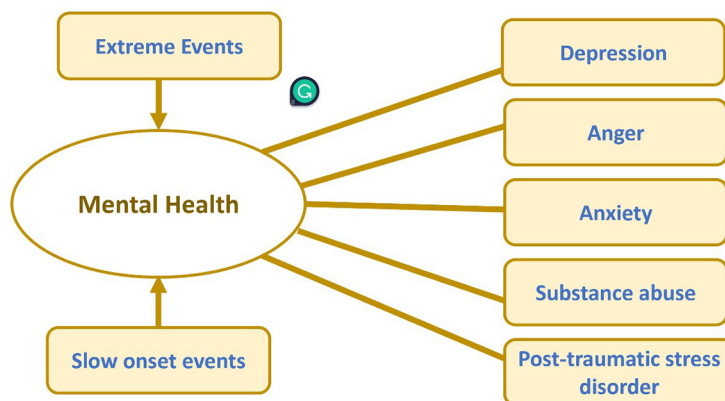 Extreme Events
Mental Health
Slow onset events
Depression
Anger
Anxiety
Substance abuse
Post-traumatic stress
disorder